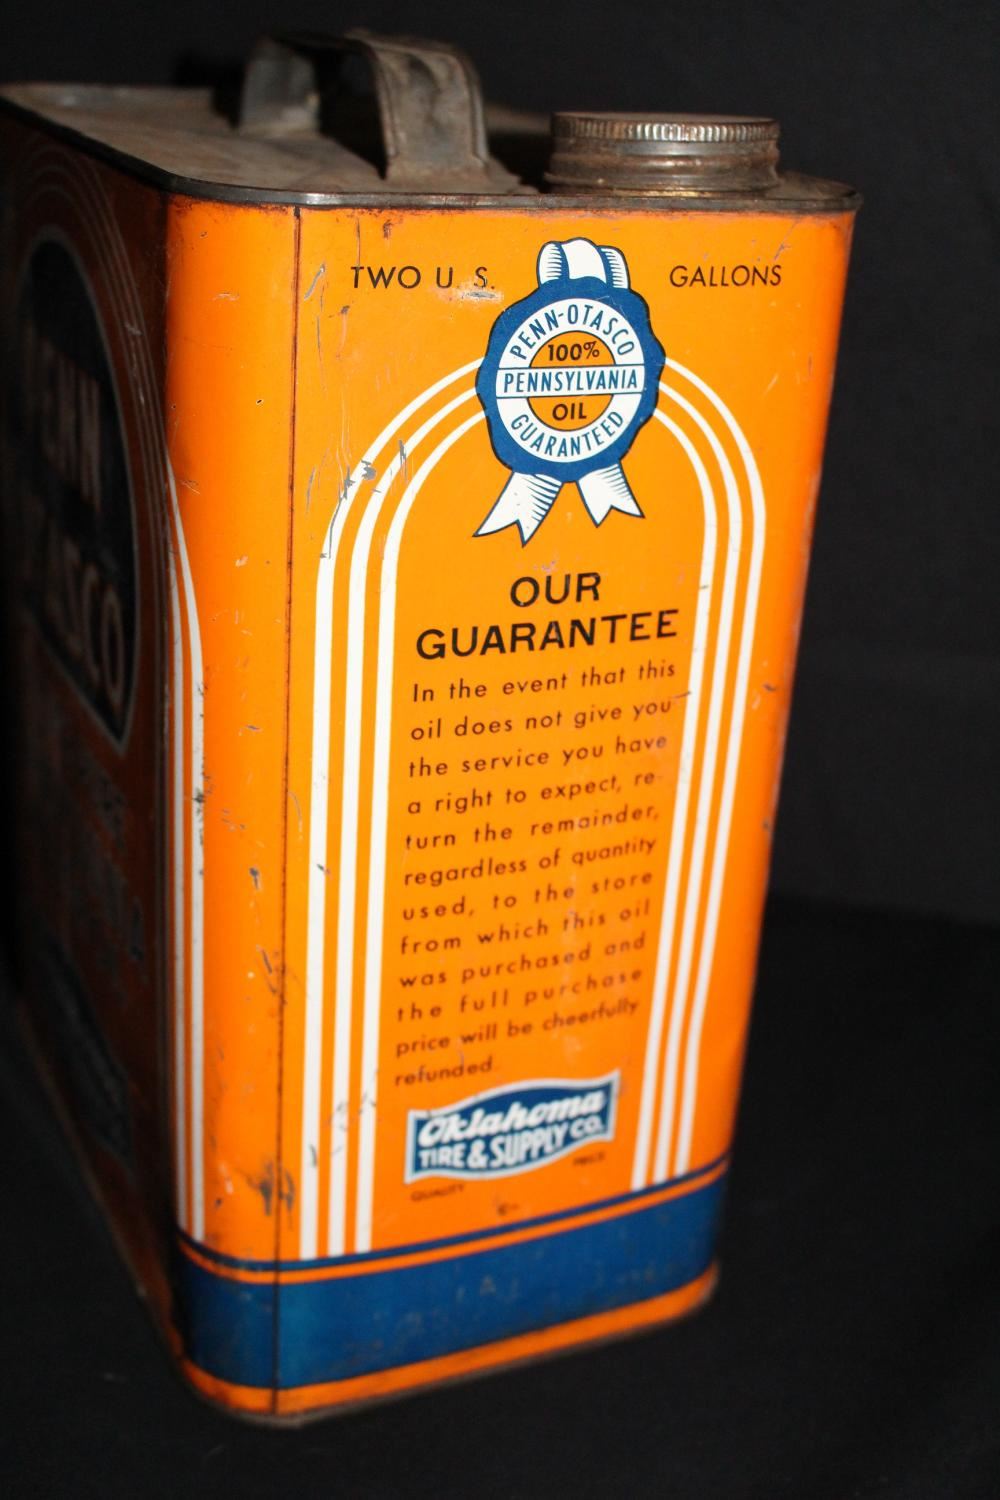 TWO U. S. GALLONS
PENN-OTASCO
100%
PENNSYLVANIA
OIL
GUARANTEED
OUR
GUARANTEE
In the event that this
oil does not give you
the service you have
a right to expect, re-
turn the remainder,
regardless of quantity
used, to the store
from which this oil
was purchased and
the full purchase
price will be cheerfully
refunded.
Oklahoma
TIRE & SUPPLY CO.
QUALITY PRICE